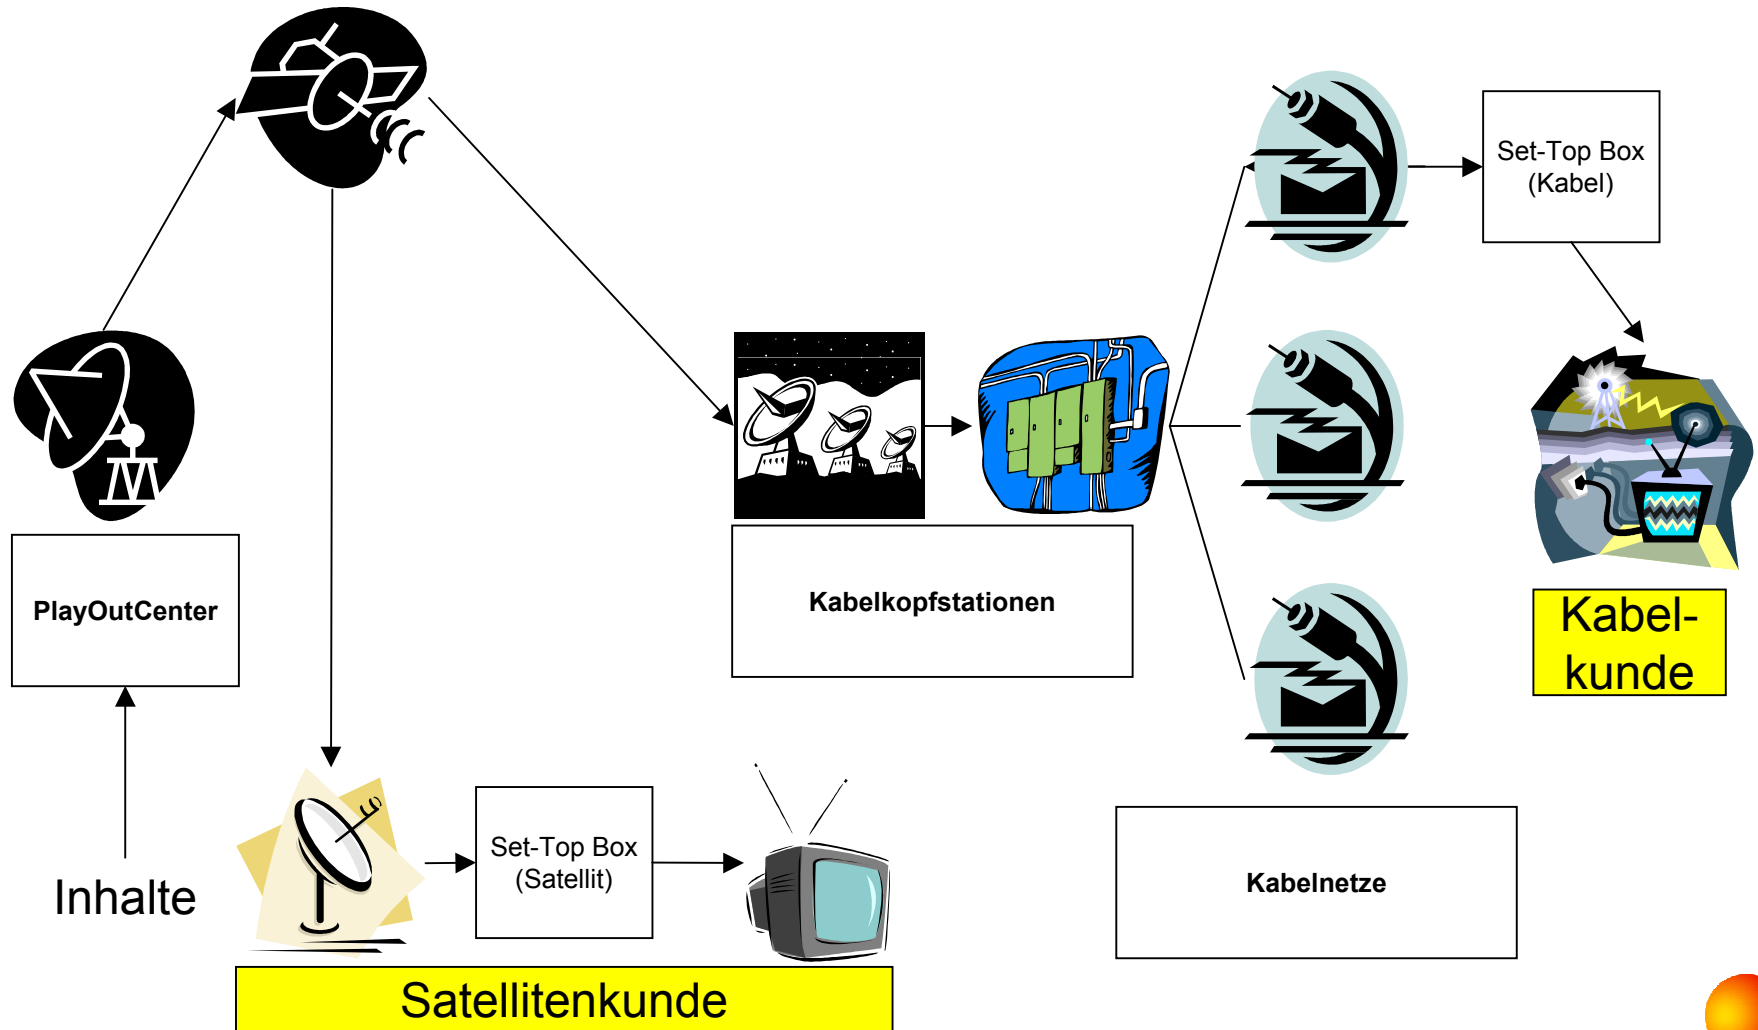 Set-Top Box
(Kabel)
PlayOutCenter
Kabelkopfstationen
Kabel-
kunde
Inhalte
Set-Top Box
(Satellit)
Kabelnetze
Satellitenkunde